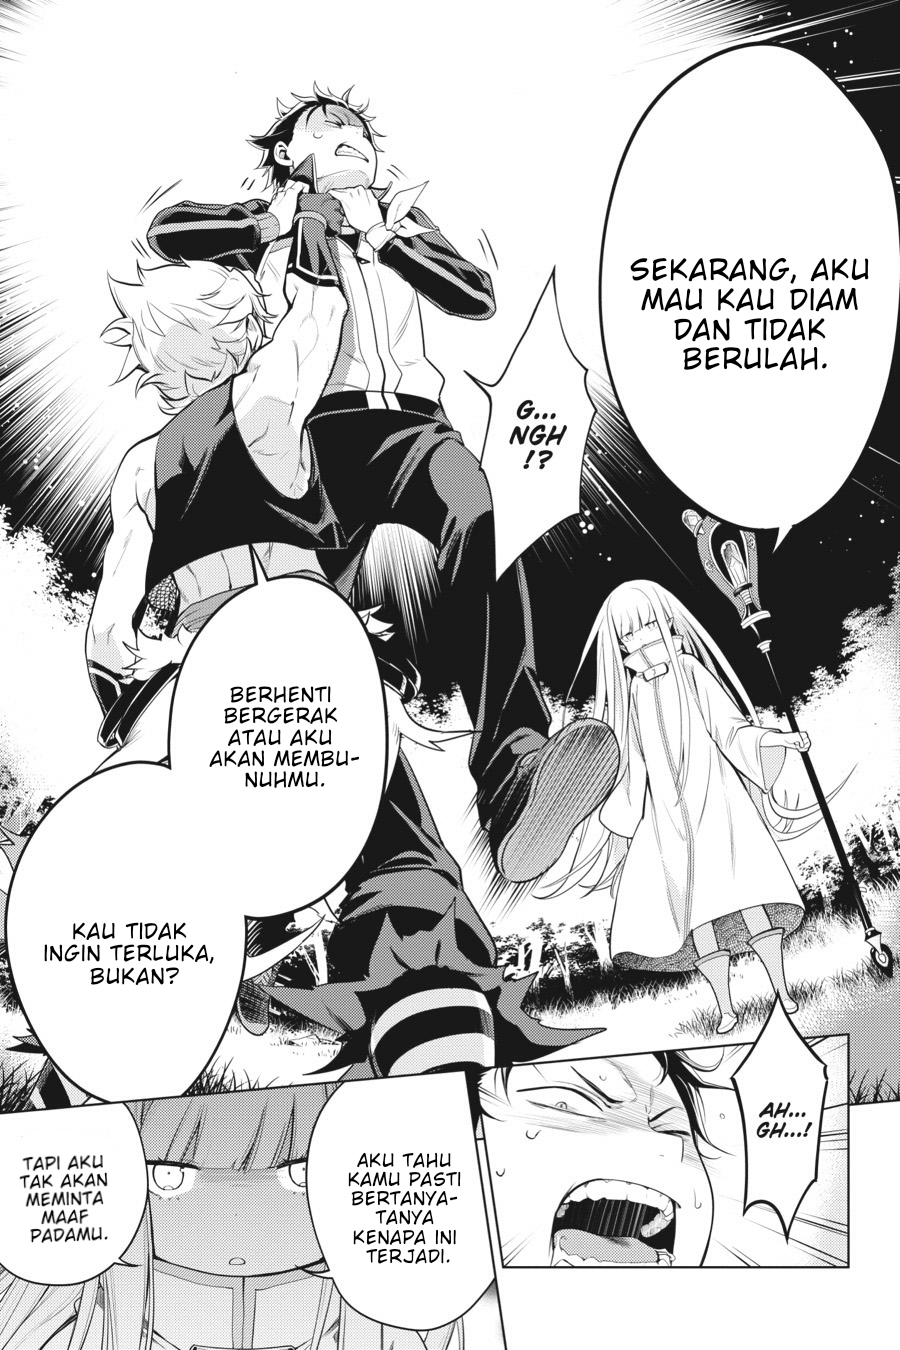 SEKARANG, AKU
MAU KAU DIAM
DAN TIDAK
BERULAH.
G...
NGH
!?
BERHENTI
BERGERAK
ATAU AKU
AKAN MEMBU-
NUHMU.
KAU TIDAK
INGIN TERLUKA,
BUKAN?
AH...
GH...!
AKU TAHU
KAMU PASTI
BERTANYA-
TANYA
KENAPA INI
TERJADI.
TAPI AKU
TAK AKAN
MEMINTA
MAAF
PADAMU.